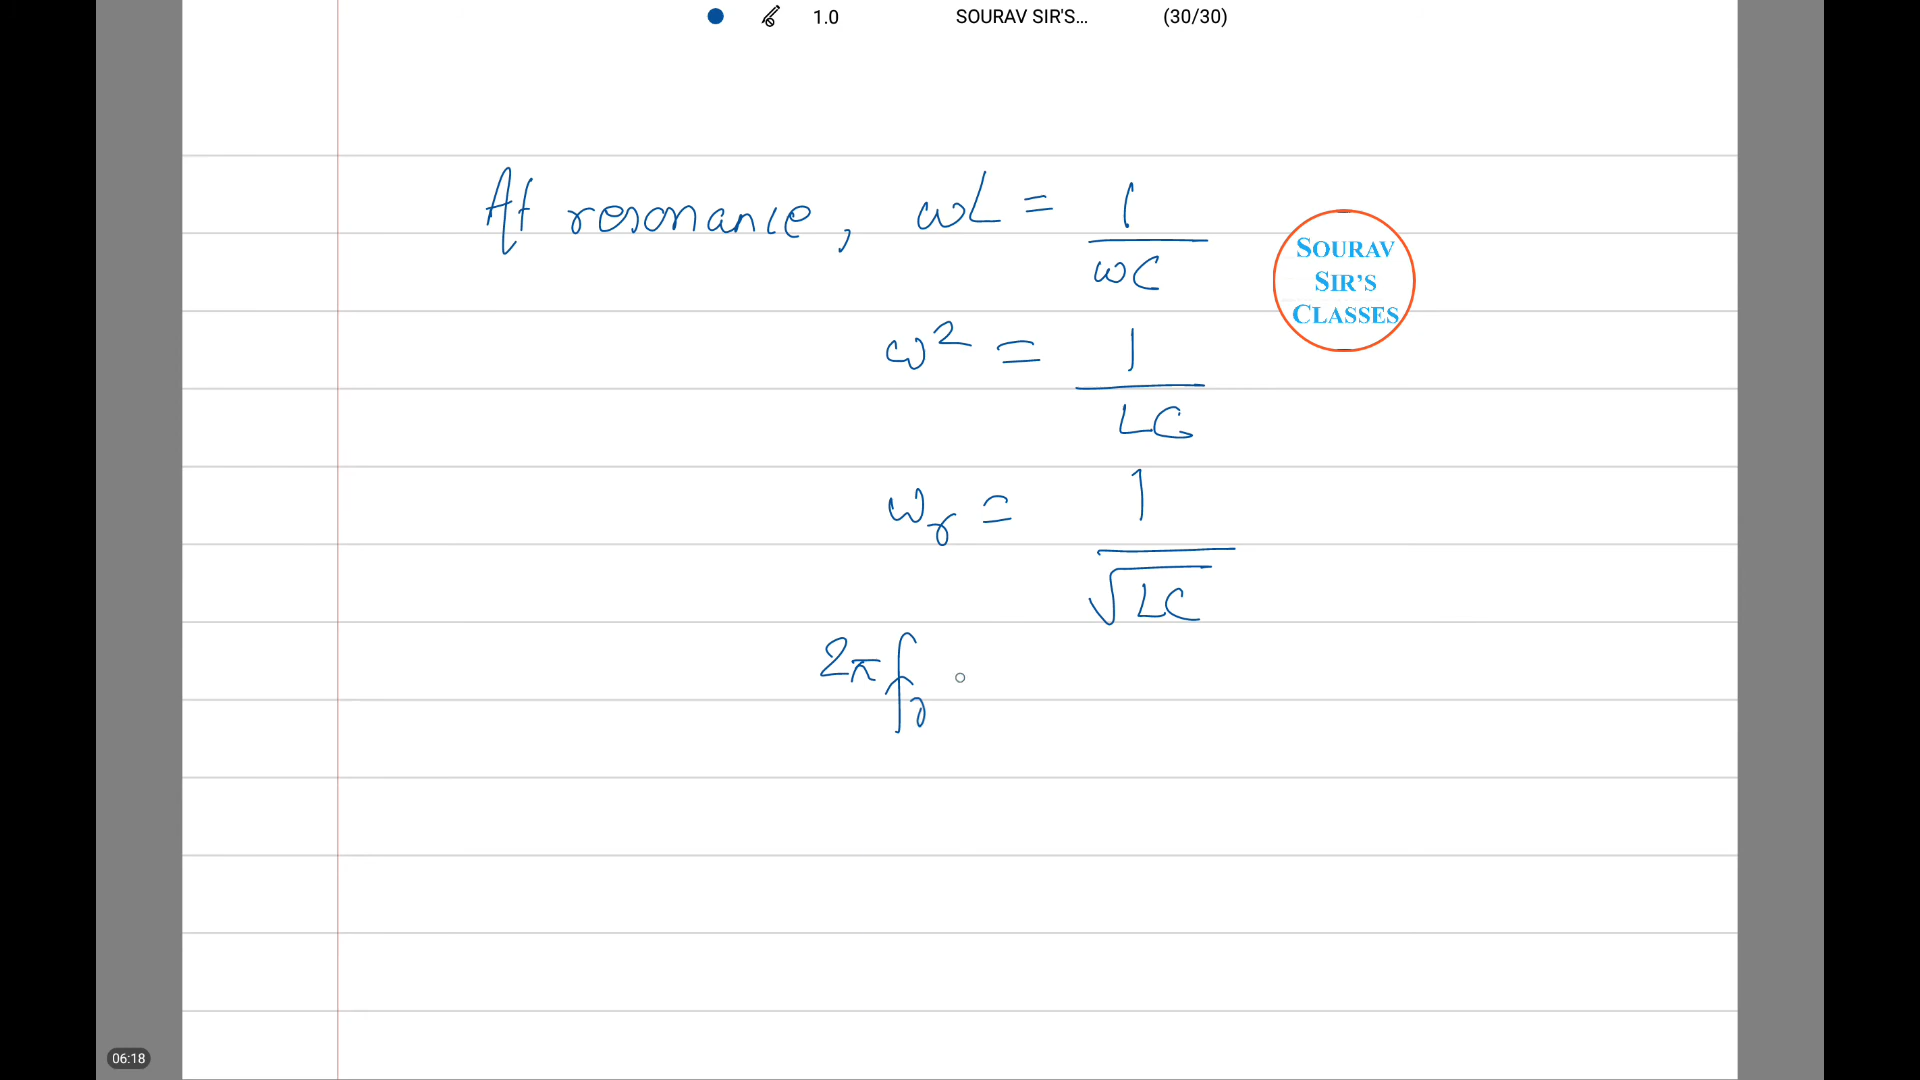 1.0 SOURAV SIR'S... (30/30)
At resonance, ωL = 1/ωC
SOURAV
SIR'S
CLASSES
ω² = 1/LC
ωr = 1/√LC
2πfr
06:18